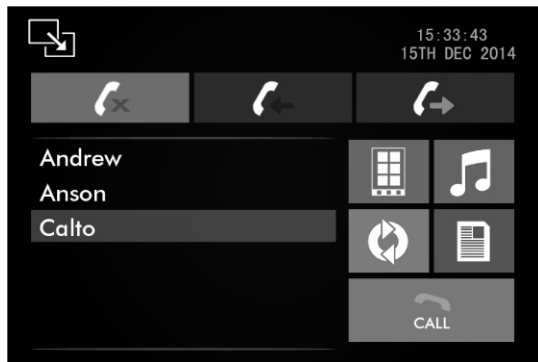 15:33:43
15TH DEC 2014
Andrew
Anson
Calto
CALL